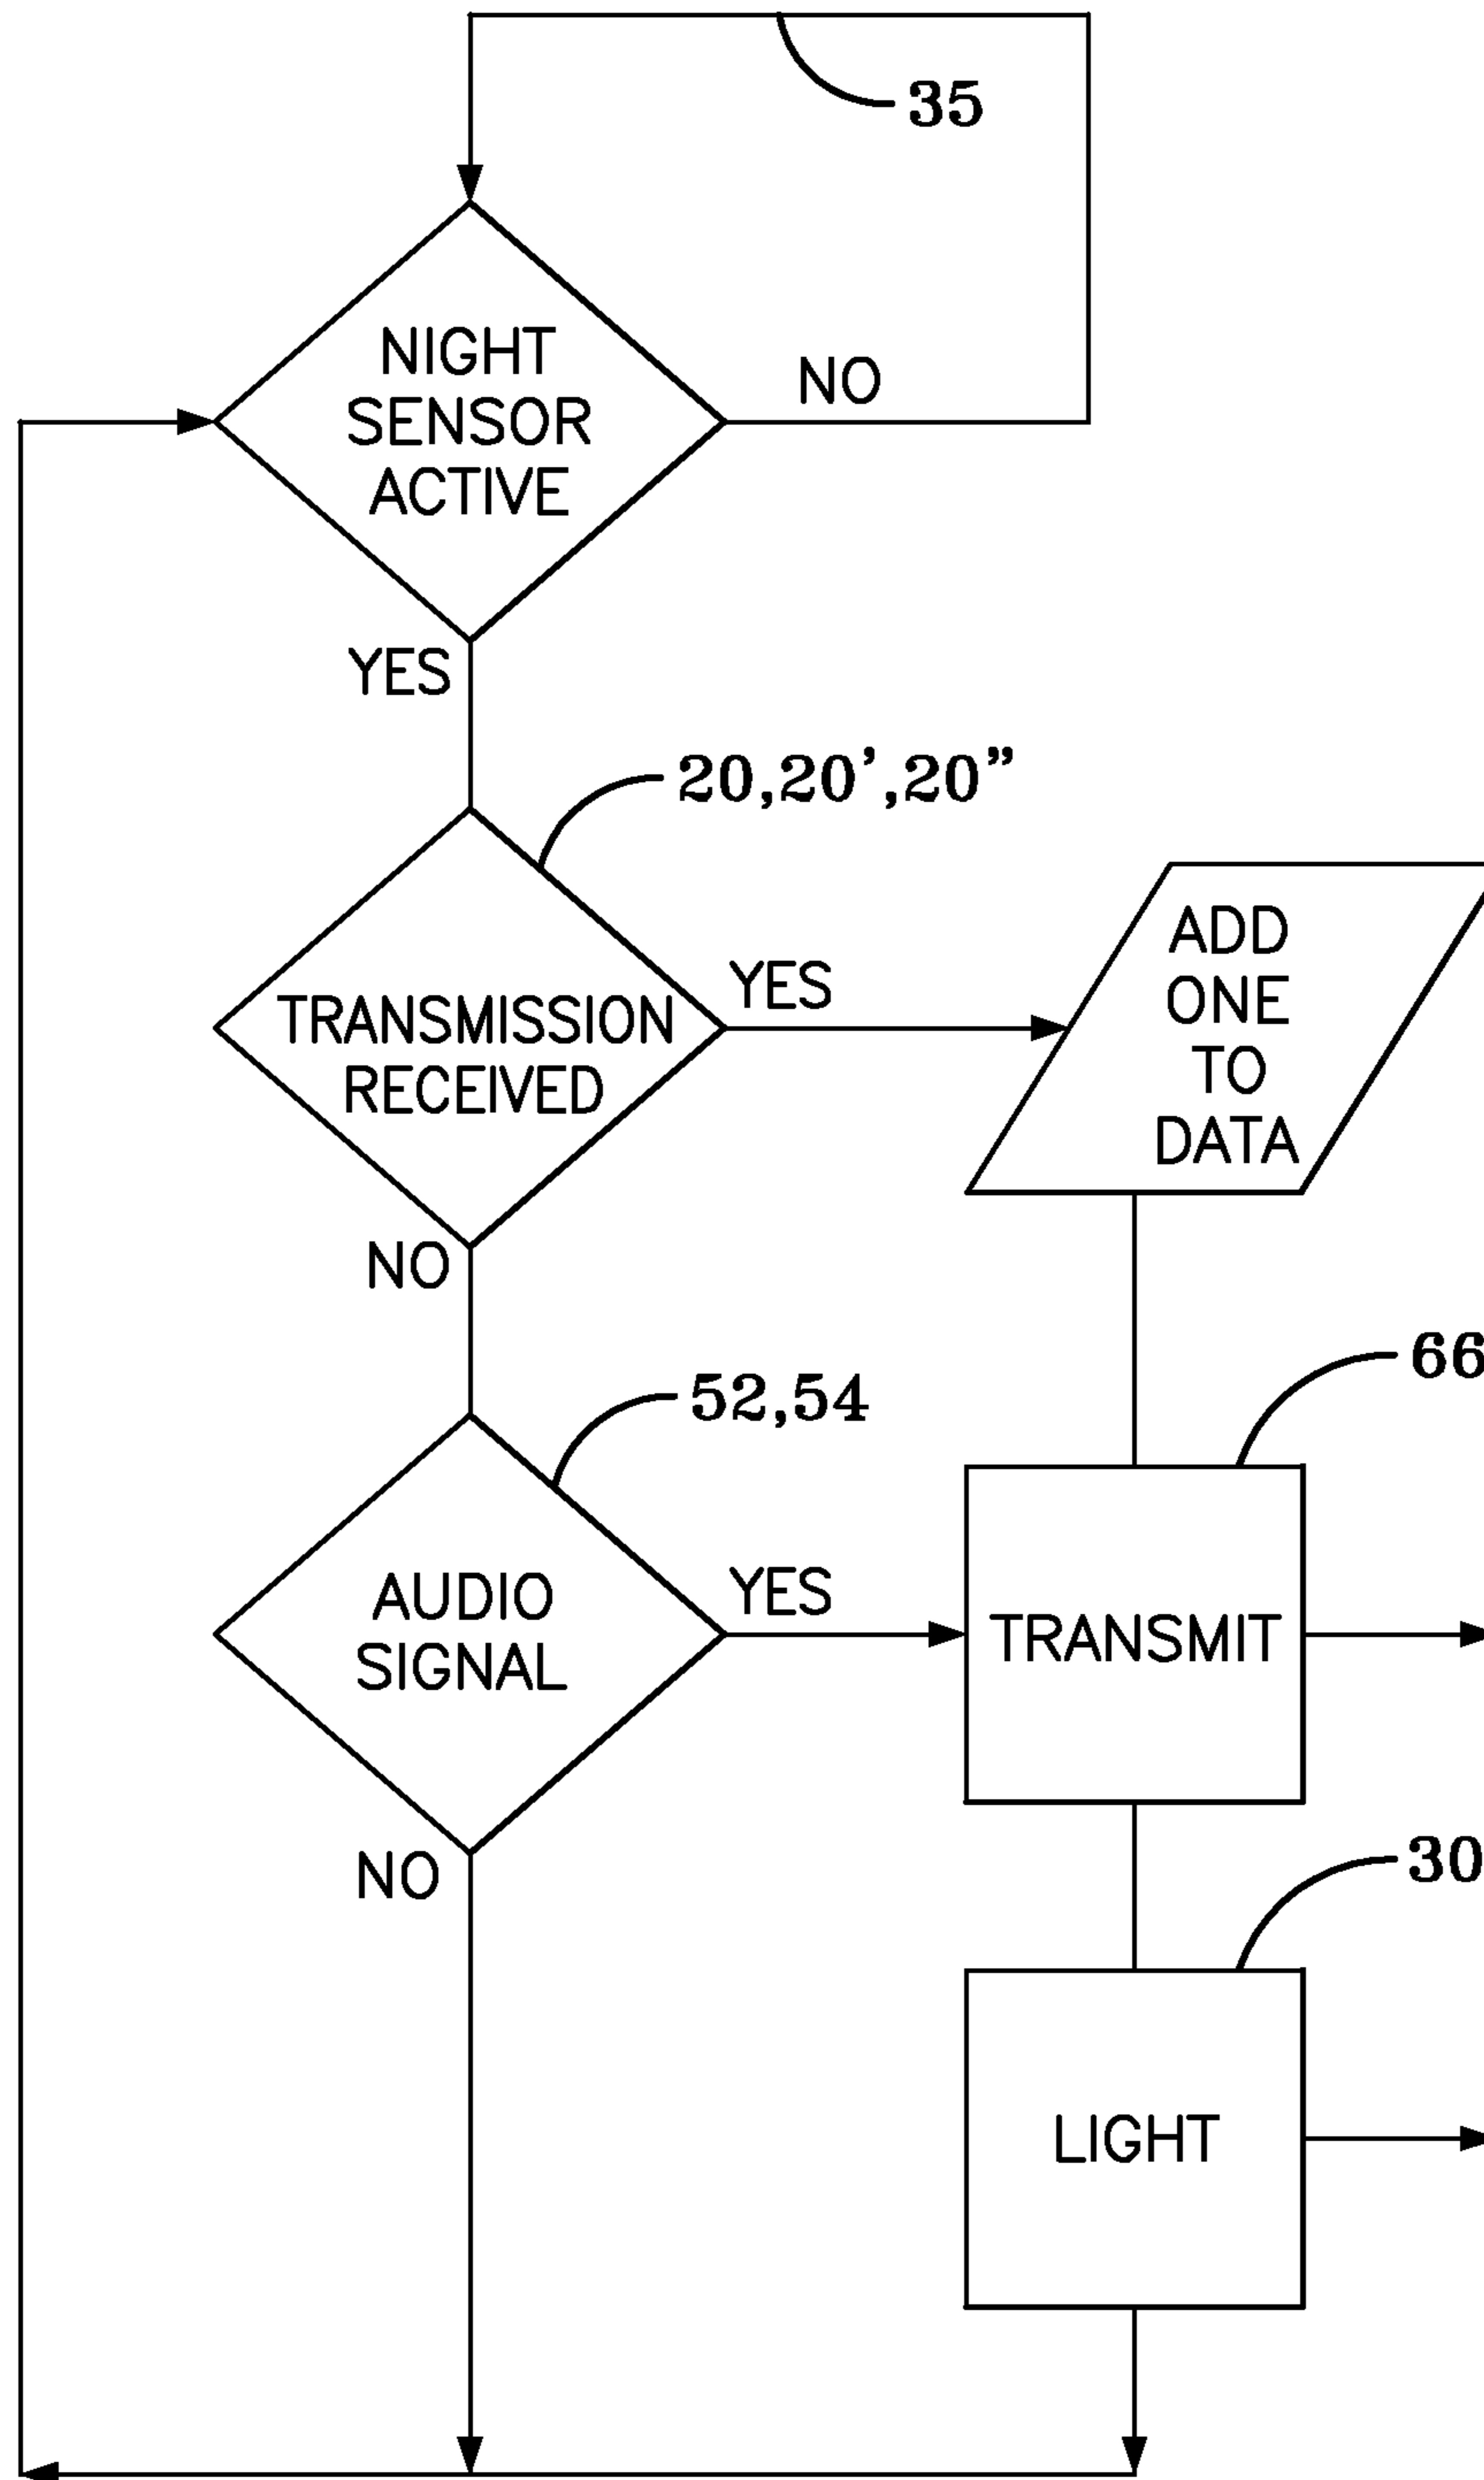 35
NIGHT
SENSOR
ACTIVE
NO
YES
20,20',20”
TRANSMISSION
RECEIVED
YES
ADD
ONE
TO
DATA
NO
52,54
66
AUDIO
SIGNAL
YES
TRANSMIT
NO
30
LIGHT